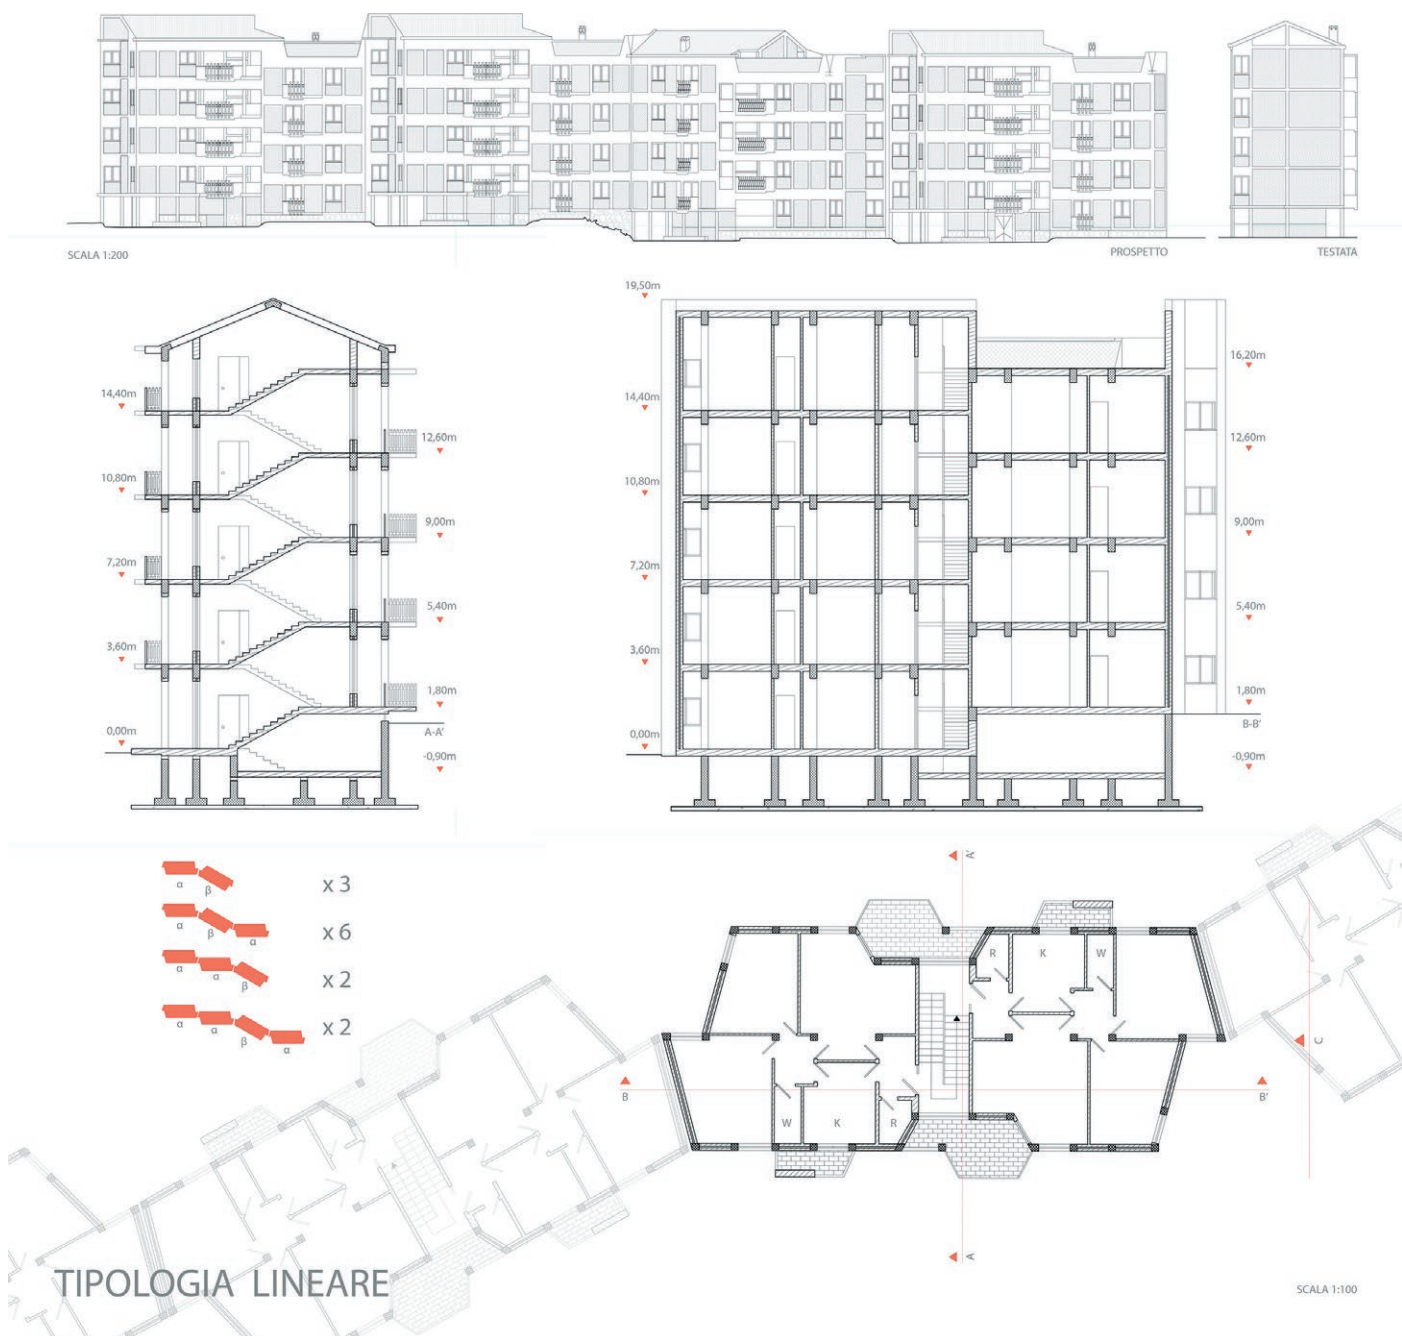 SCALA 1:200
PROSPETTO
TESTATA
14,40m
12,60m
10,80m
9,00m
7,20m
5,40m
3,60m
1,80m
0,00m
A-A'
-0,90m
19,50m
16,20m
14,40m
12,60m
10,80m
9,00m
7,20m
5,40m
3,60m
1,80m
0,00m
B-B'
-0,90m
α β x 3
α β α x 6
α α β x 2
α α β α x 2
A'
R K W
C
B B'
W K R
A
TIPOLOGIA LINEARE
SCALA 1:100